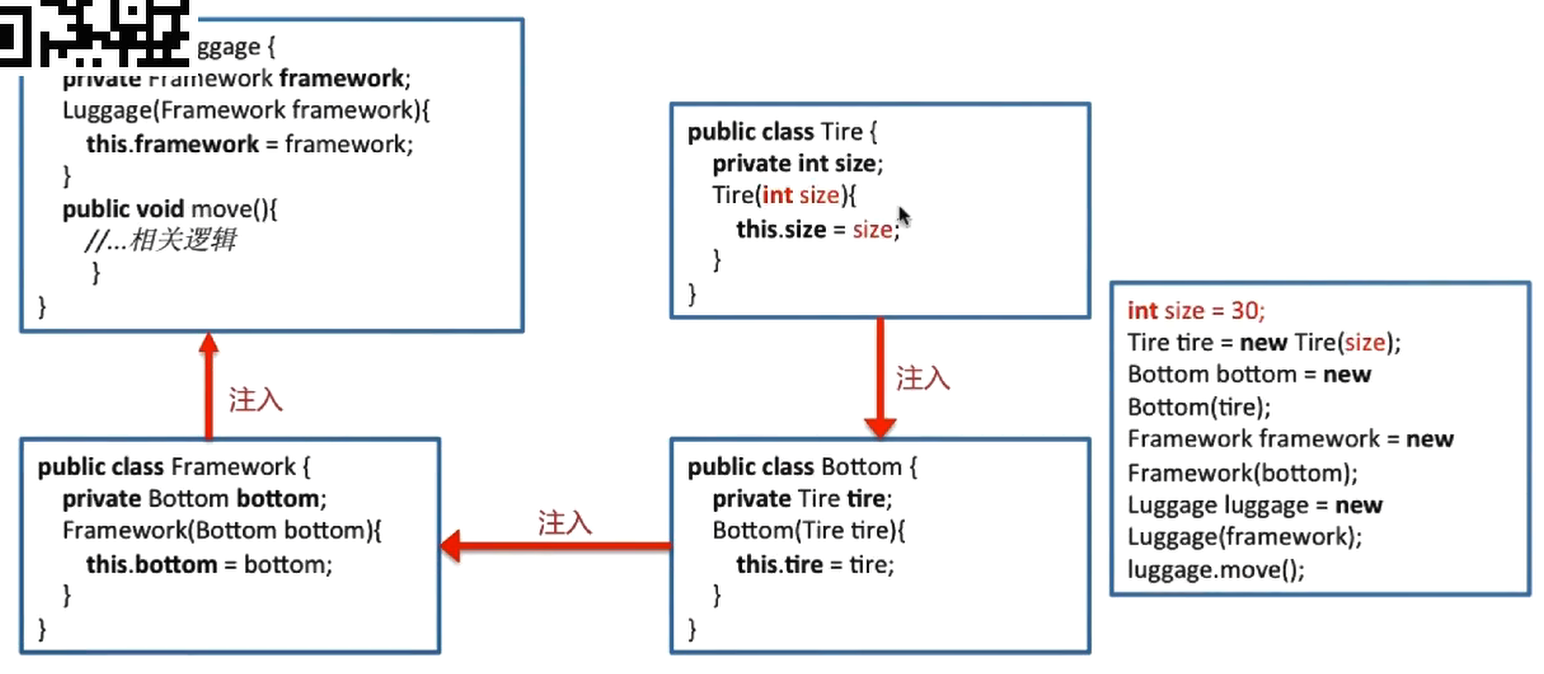 ggage {
private Framework framework;
Luggage(Framework framework){
this.framework = framework;
}
public void move(){
//...相关逻辑
}
}
注入
public class Framework {
private Bottom bottom;
Framework(Bottom bottom){
this.bottom = bottom;
}
}
注入
public class Tire {
private int size;
Tire(int size){
this.size = size;
}
}
注入
public class Bottom {
private Tire tire;
Bottom(Tire tire){
this.tire = tire;
}
}
int size = 30;
Tire tire = new Tire(size);
Bottom bottom = new
Bottom(tire);
Framework framework = new
Framework(bottom);
Luggage luggage = new
Luggage(framework);
luggage.move();